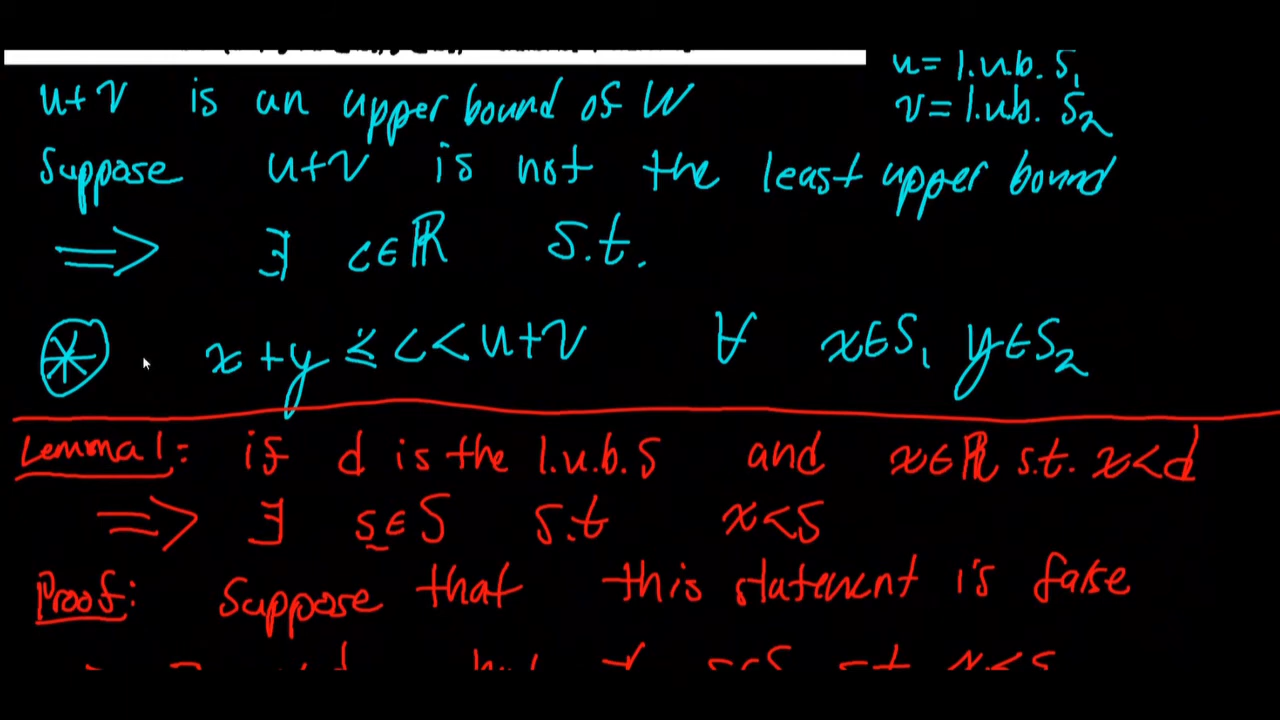 u+v is an upper bound of W
u = l.u.b. S₁
v = l.u.b. S₂
Suppose u+v is not the least upper bound
⟹ ∃ c∈ℝ s.t.
⊛ x+y ≤ c < u+v ∀ x∈S₁ y∈S₂
Lemma 1: if d is the l.u.b. S and x∈ℝ s.t. x<d
⟹ ∃ s∈S s.t x<s
Proof: Suppose that this statement is false